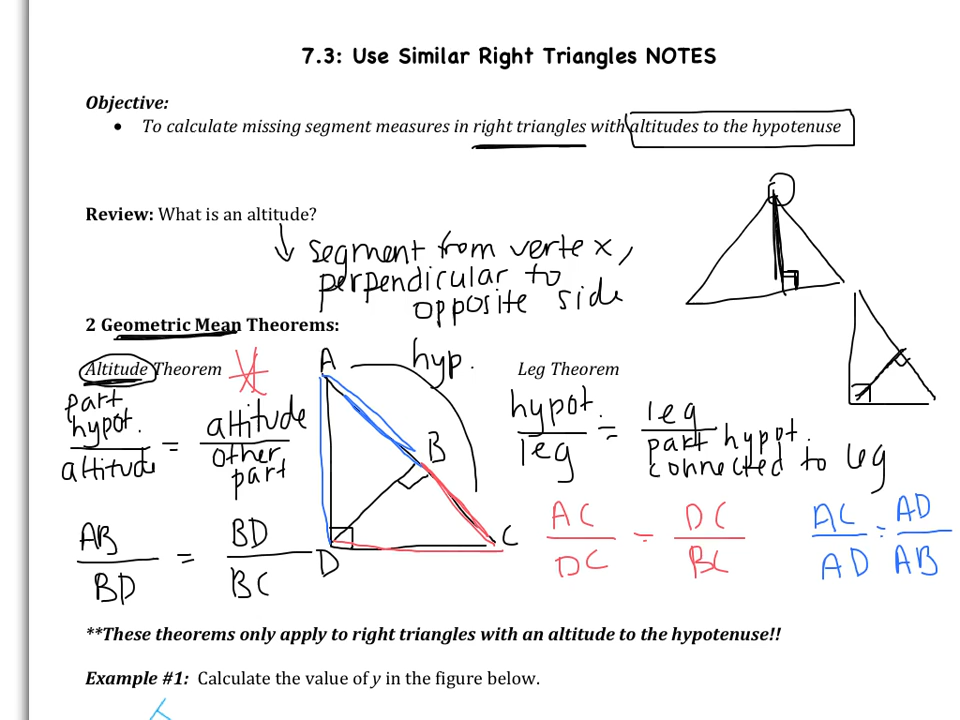 7.3: Use Similar Right Triangles NOTES
Objective:
• To calculate missing segment measures in right triangles with altitudes to the hypotenuse
Review: What is an altitude?
segment from vertex,
perpendicular to
opposite side
2 Geometric Mean Theorems:
Altitude Theorem
part hypot. / altitude = altitude / other part
AB / BD = BD / BC
A
hyp.
B
C
D
Leg Theorem
hypot. / leg = leg / part hypot. connected to leg
AC / DC = DC / BC
AC / AD = AD / AB
**These theorems only apply to right triangles with an altitude to the hypotenuse!!
Example #1: Calculate the value of y in the figure below.